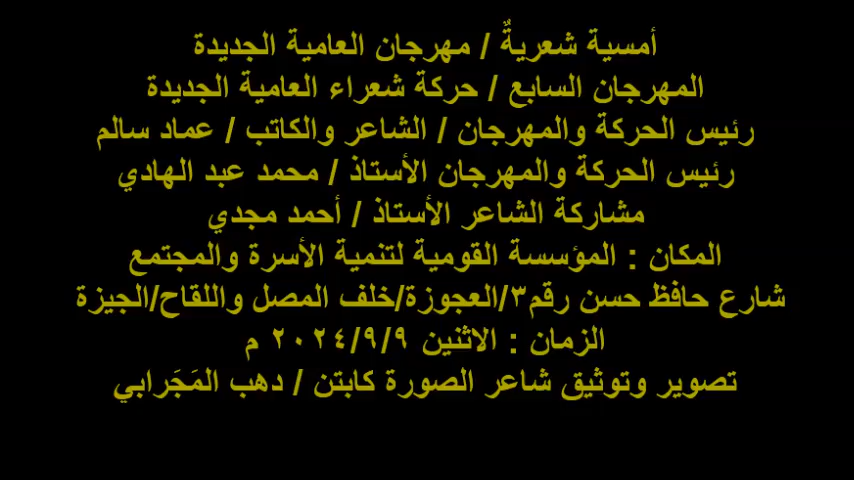 أمسية شعريةٌ / مهرجان العامية الجديدة
المهرجان السابع / حركة شعراء العامية الجديدة
رئيس الحركة والمهرجان / الشاعر والكاتب / عماد سالم
رئيس الحركة والمهرجان الأستاذ / محمد عبد الهادي
مشاركة الشاعر الأستاذ / أحمد مجدي
المكان : المؤسسة القومية لتنمية الأسرة والمجتمع
شارع حافظ حسن رقم٣/العجوزة/خلف المصل واللقاح/الجيزة
الزمان : الاثنين ٢٠٢٤/٩/٩ م
تصوير وتوثيق شاعر الصورة كابتن / دهب المَجَرابي